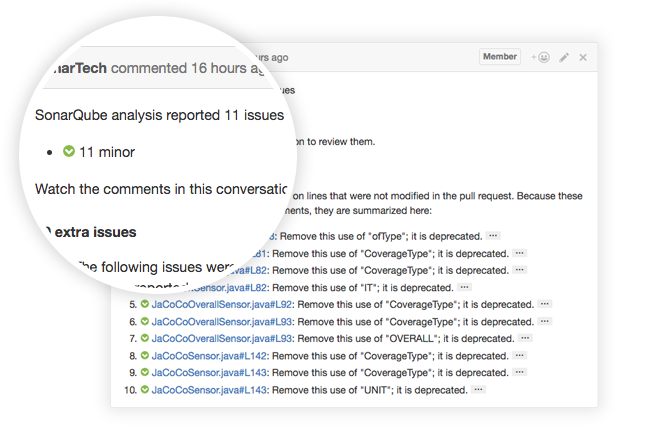 narTech commented 16 hours ag
urs ago
Member
SonarQube analysis reported 11 issues
ues
11 minor
on to review them.
Watch the comments in this conversatio
on lines that were not modified in the pull request. Because these
ments, they are summarized here:
0 extra issues
The following issues were
reported
8: Remove this use of "ofType"; it is deprecated. ...
a#L81: Remove this use of "CoverageType"; it is deprecated. ...
java#L82: Remove this use of "CoverageType"; it is deprecated. ...
.java#L82: Remove this use of "IT"; it is deprecated. ...
5. JaCoCoOverallSensor.java#L92: Remove this use of "CoverageType"; it is deprecated. ...
6. JaCoCoOverallSensor.java#L93: Remove this use of "CoverageType"; it is deprecated. ...
7. JaCoCoOverallSensor.java#L93: Remove this use of "OVERALL"; it is deprecated. ...
8. JaCoCoSensor.java#L142: Remove this use of "CoverageType"; it is deprecated. ...
9. JaCoCoSensor.java#L143: Remove this use of "CoverageType"; it is deprecated. ...
10. JaCoCoSensor.java#L143: Remove this use of "UNIT"; it is deprecated. ...